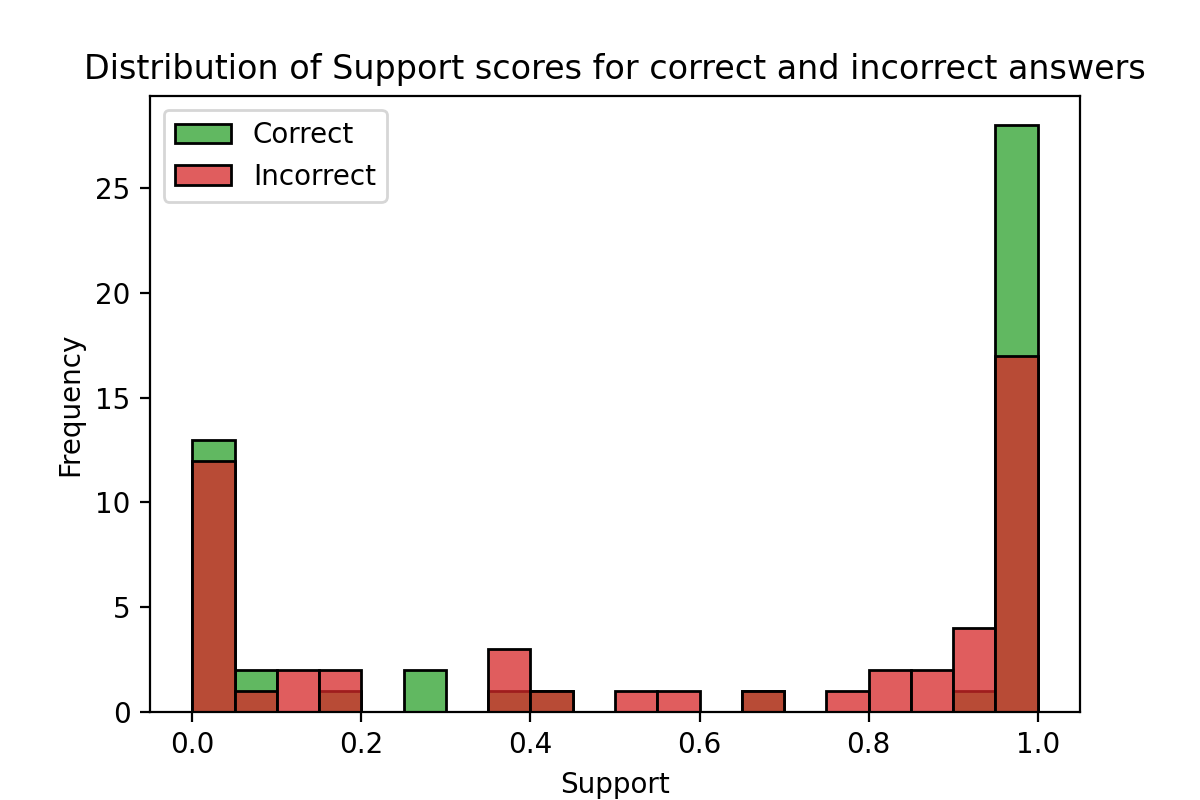 Distribution of Support scores for correct and incorrect answers
Correct
Incorrect
25
20
15
10
5
0
Frequency
0.0 0.2 0.4 0.6 0.8 1.0
Support